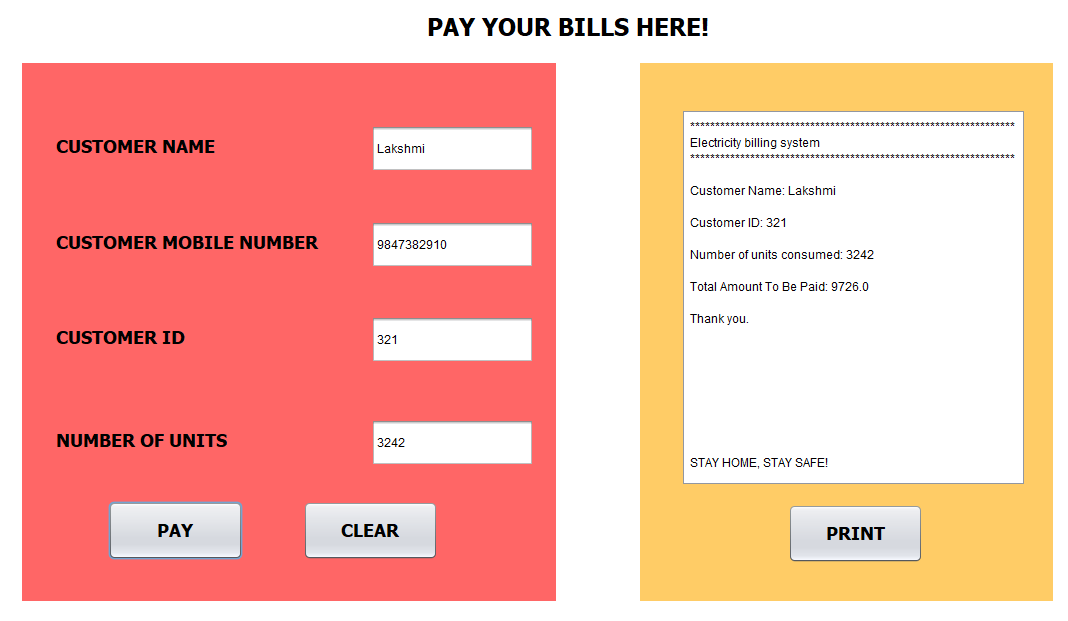 PAY YOUR BILLS HERE!
CUSTOMER NAME
Lakshmi
CUSTOMER MOBILE NUMBER
9847382910
CUSTOMER ID
321
NUMBER OF UNITS
3242
PAY
CLEAR
*****************************************************************
Electricity billing system
*****************************************************************
Customer Name: Lakshmi
Customer ID: 321
Number of units consumed: 3242
Total Amount To Be Paid: 9726.0
Thank you.
STAY HOME, STAY SAFE!
PRINT